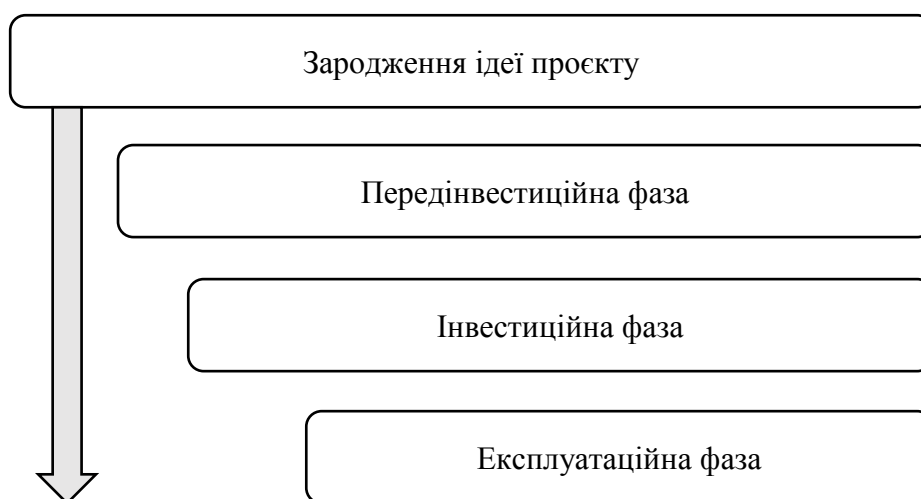 Зародження ідеї проєкту
Передінвестиційна фаза
Інвестиційна фаза
Експлуатаційна фаза